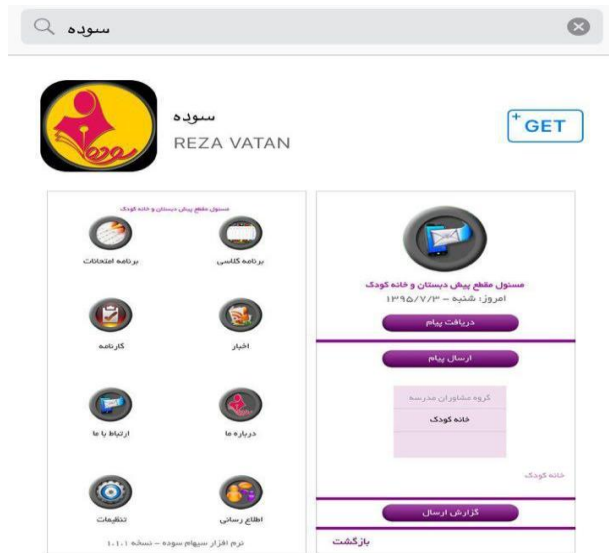 سوده
سوده
REZA VATAN
+GET
سوده
مسئول مقطع پیش دبستان و خانه کودک
برنامه کلاسی
برنامه امتحانات
اخبار
کارنامه
درباره ما
ارتباط با ما
اطلاع رسانی
تنظیمات
نرم افزار سپهام سوده – نسخه ۱.۱.۱
مسئول مقطع پیش دبستان و خانه کودک
امروز: شنبه – ۱۳۹۵/۷/۳
دریافت پیام
ارسال پیام
گروه مشاوران مدرسه
خانه کودک
خانه کودک
گزارش ارسال
بازگشت